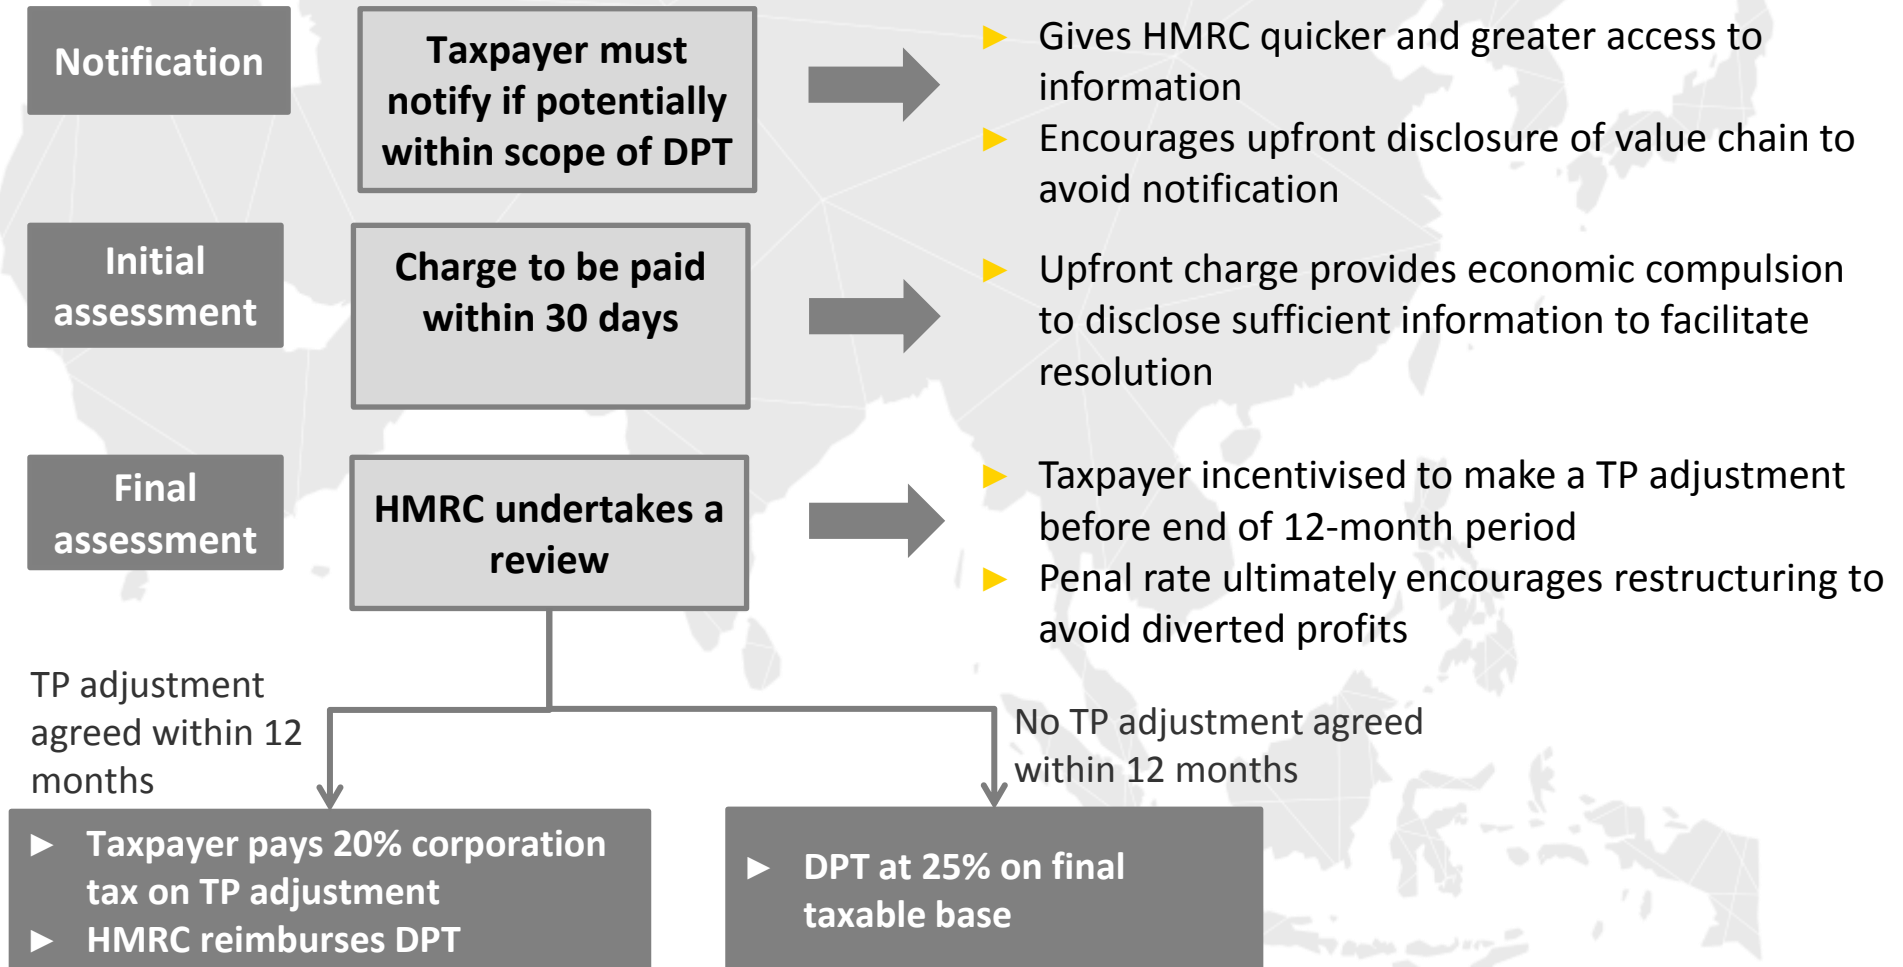 Notification
Taxpayer must
notify if potentially
within scope of DPT
► Gives HMRC quicker and greater access to
information
► Encourages upfront disclosure of value chain to
avoid notification
Initial
assessment
Charge to be paid
within 30 days
► Upfront charge provides economic compulsion
to disclose sufficient information to facilitate
resolution
Final
assessment
HMRC undertakes a
review
► Taxpayer incentivised to make a TP adjustment
before end of 12-month period
► Penal rate ultimately encourages restructuring to
avoid diverted profits
TP adjustment
agreed within 12
months
No TP adjustment agreed
within 12 months
► Taxpayer pays 20% corporation
tax on TP adjustment
► HMRC reimburses DPT
► DPT at 25% on final
taxable base